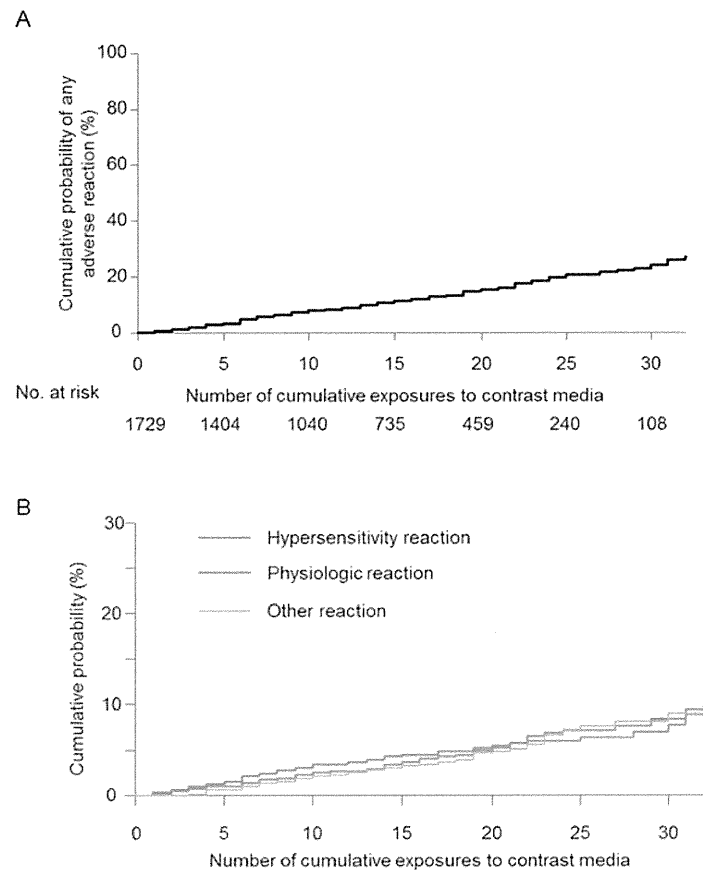 A
Cumulative probability of any
adverse reaction (%)
100
80
60
40
20
0
0 5 10 15 20 25 30
No. at risk
Number of cumulative exposures to contrast media
1729 1404 1040 735 459 240 108
B
Cumulative probability (%)
30
20
10
0
Hypersensitivity reaction
Physiologic reaction
Other reaction
0 5 10 15 20 25 30
Number of cumulative exposures to contrast media